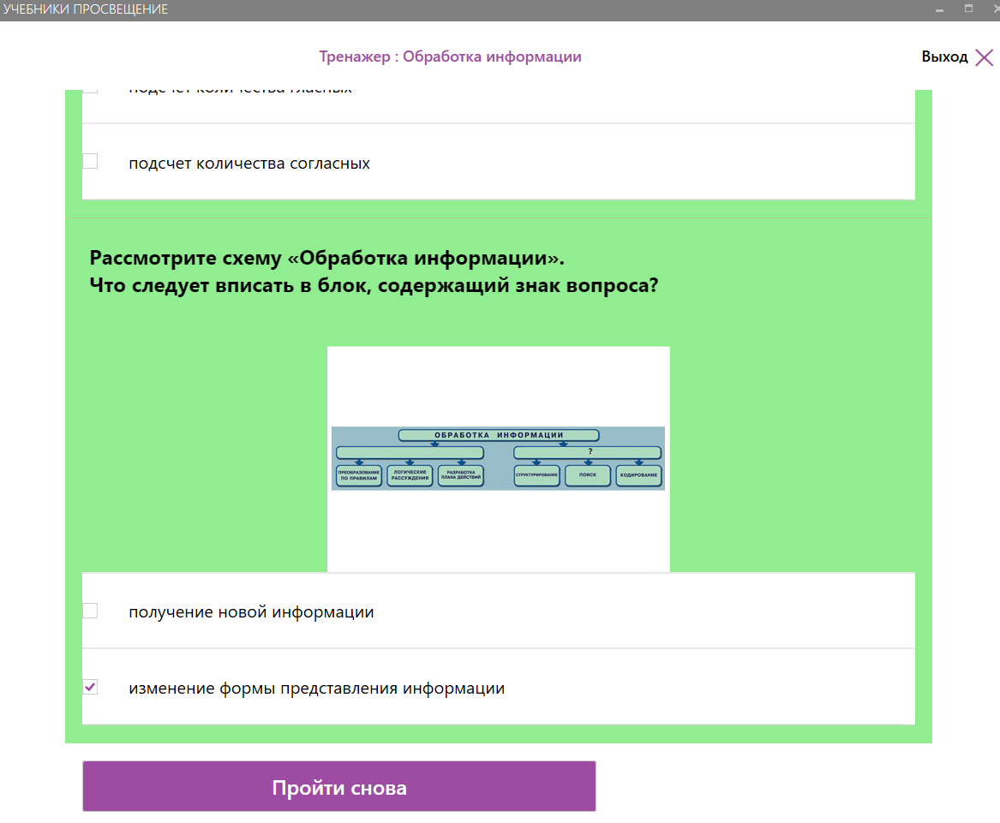 УЧЕБНИКИ ПРОСВЕЩЕНИЕ
Тренажер : Обработка информации
Выход
подсчет количества гласных
подсчет количества согласных
Рассмотрите схему «Обработка информации».
Что следует вписать в блок, содержащий знак вопроса?
ОБРАБОТКА ИНФОРМАЦИИ
?
ПРЕОБРАЗОВАНИЕ
ПО ПРАВИЛАМ
ЛОГИЧЕСКИЕ
РАССУЖДЕНИЯ
РАЗРАБОТКА
ПЛАНА ДЕЙСТВИЙ
СТРУКТУРИРОВАНИЕ
ПОИСК
КОДИРОВАНИЕ
получение новой информации
изменение формы представления информации
Пройти снова